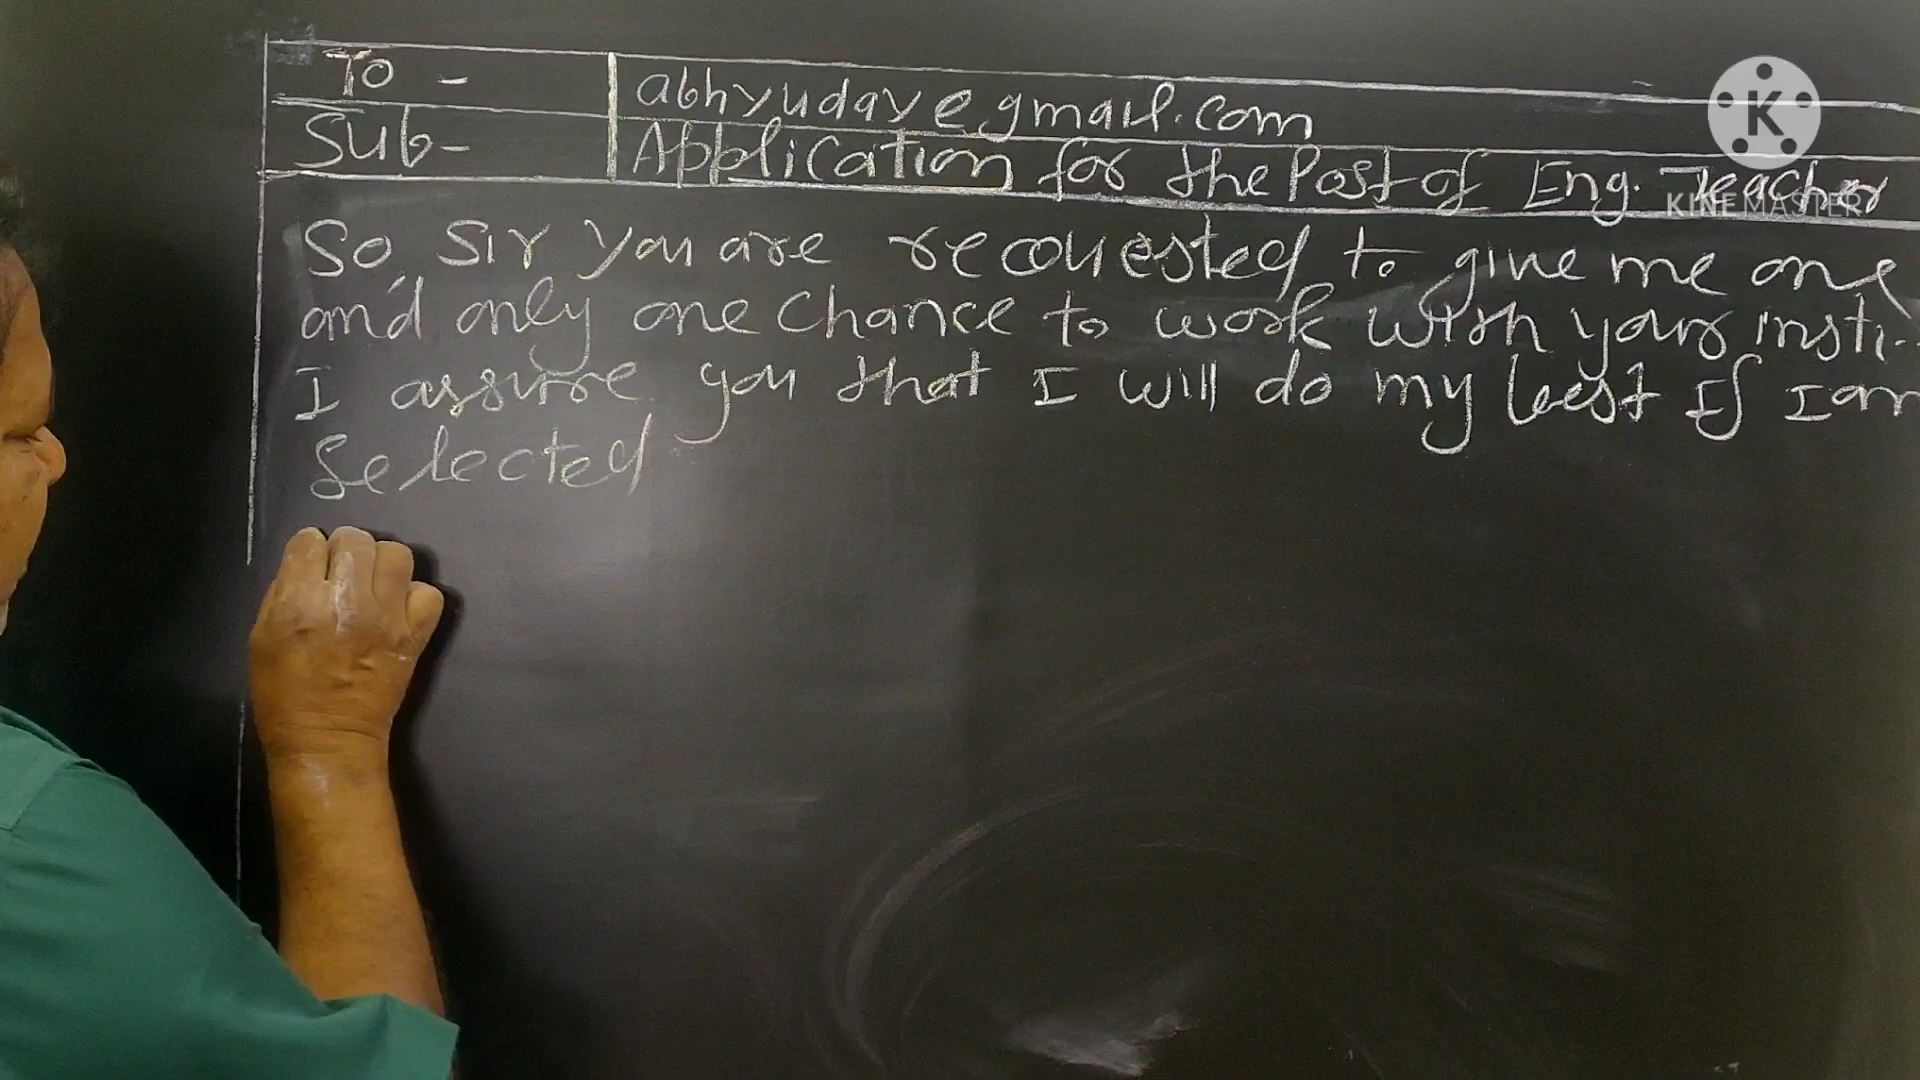 To - abhyuday@gmail.com
Sub- Application for the Post of Eng. Teacher
So, Sir you are recouested to give me one
and only one chance to work with your insti..
I assure you that I will do my best If I am
Selected
K
KINEMASTER